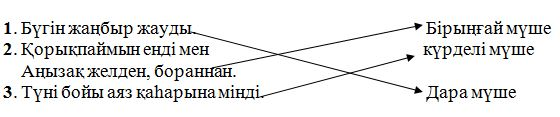 1. Бүгін жаңбыр жауды. Бірыңғай мүше
2. Қорықпаймын енді мен күрделі мүше
Аңызақ желден, бораннан.
3. Түні бойы аяз қаһарына мінді. Дара мүше